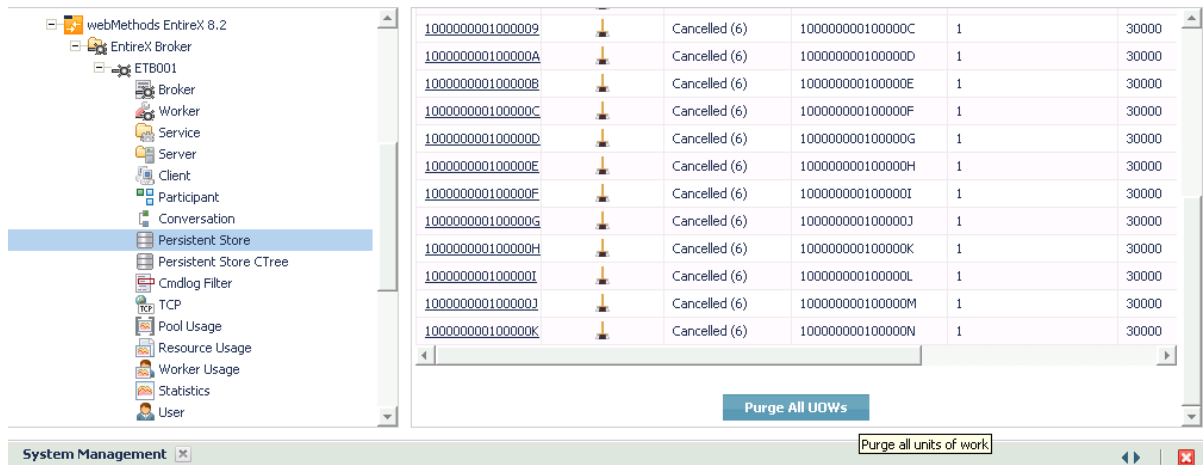 webMethods EntireX 8.2
EntireX Broker
ETB001
Broker
Worker
Service
Server
Client
Participant
Conversation
Persistent Store
Persistent Store CTree
Cmdlog Filter
TCP
Pool Usage
Resource Usage
Worker Usage
Statistics
User
1000000001000009 Cancelled (6) 100000000100000C 1 30000
100000000100000A Cancelled (6) 100000000100000D 1 30000
100000000100000B Cancelled (6) 100000000100000E 1 30000
100000000100000C Cancelled (6) 100000000100000F 1 30000
100000000100000D Cancelled (6) 100000000100000G 1 30000
100000000100000E Cancelled (6) 100000000100000H 1 30000
100000000100000F Cancelled (6) 100000000100000I 1 30000
100000000100000G Cancelled (6) 100000000100000J 1 30000
100000000100000H Cancelled (6) 100000000100000K 1 30000
100000000100000I Cancelled (6) 100000000100000L 1 30000
100000000100000J Cancelled (6) 100000000100000M 1 30000
100000000100000K Cancelled (6) 100000000100000N 1 30000
Purge All UOWs
Purge all units of work
System Management